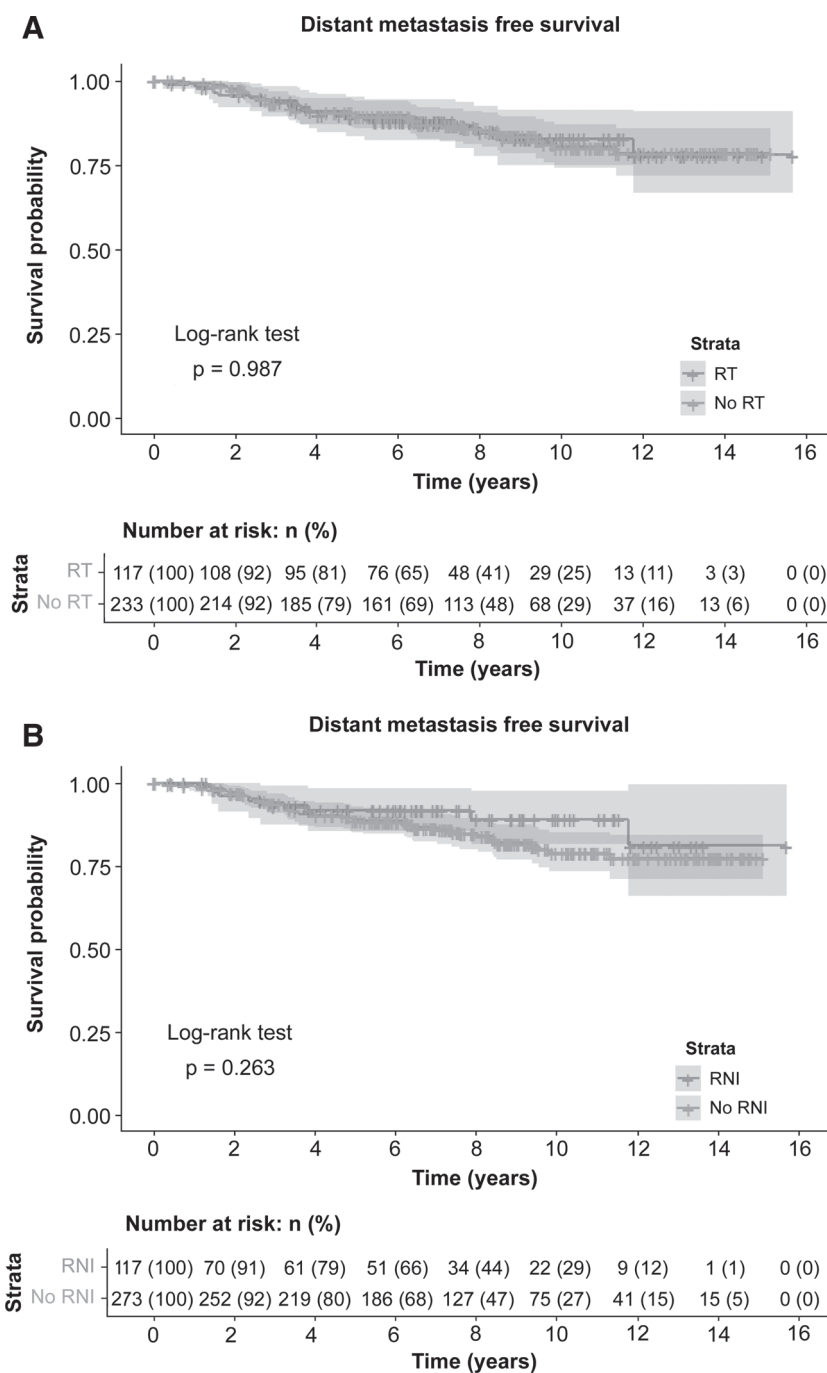 A
Distant metastasis free survival
Survival probability
1.00
0.75
0.50
0.25
0.00
Log-rank test
p = 0.987
Strata
RT
No RT
0 2 4 6 8 10 12 14 16
Time (years)
Number at risk: n (%)
Strata
RT 117 (100) 108 (92) 95 (81) 76 (65) 48 (41) 29 (25) 13 (11) 3 (3) 0 (0)
No RT 233 (100) 214 (92) 185 (79) 161 (69) 113 (48) 68 (29) 37 (16) 13 (6) 0 (0)
0 2 4 6 8 10 12 14 16
Time (years)
B
Distant metastasis free survival
Survival probability
1.00
0.75
0.50
0.25
0.00
Log-rank test
p = 0.263
Strata
RNI
No RNI
0 2 4 6 8 10 12 14 16
Time (years)
Number at risk: n (%)
Strata
RNI 117 (100) 70 (91) 61 (79) 51 (66) 34 (44) 22 (29) 9 (12) 1 (1) 0 (0)
No RNI 273 (100) 252 (92) 219 (80) 186 (68) 127 (47) 75 (27) 41 (15) 15 (5) 0 (0)
0 2 4 6 8 10 12 14 16
Time (years)